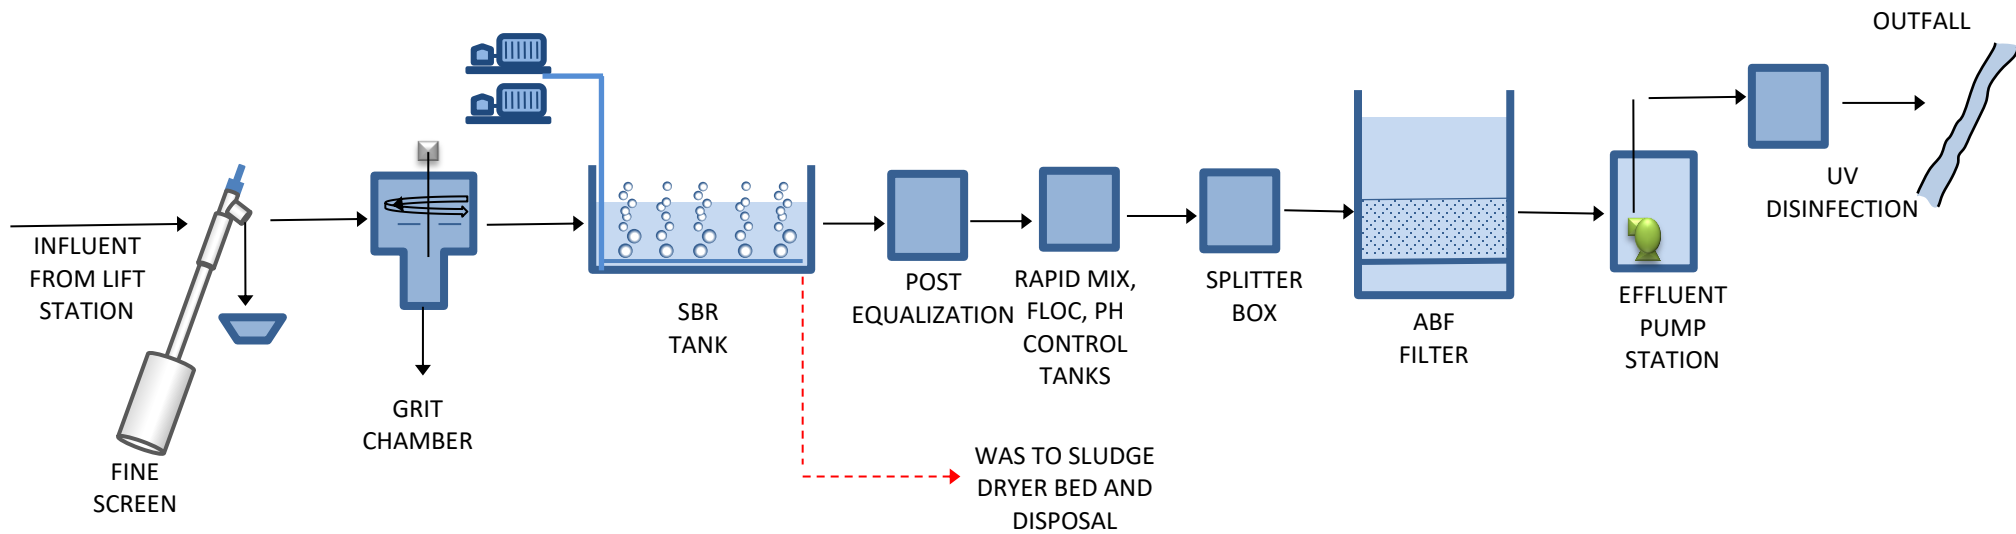 INFLUENT
FROM LIFT
STATION
FINE
SCREEN
GRIT
CHAMBER
SBR
TANK
WAS TO SLUDGE
DRYER BED AND
DISPOSAL
POST
EQUALIZATION
RAPID MIX,
FLOC, PH
CONTROL
TANKS
SPLITTER
BOX
ABF
FILTER
EFFLUENT
PUMP
STATION
UV
DISINFECTION
OUTFALL